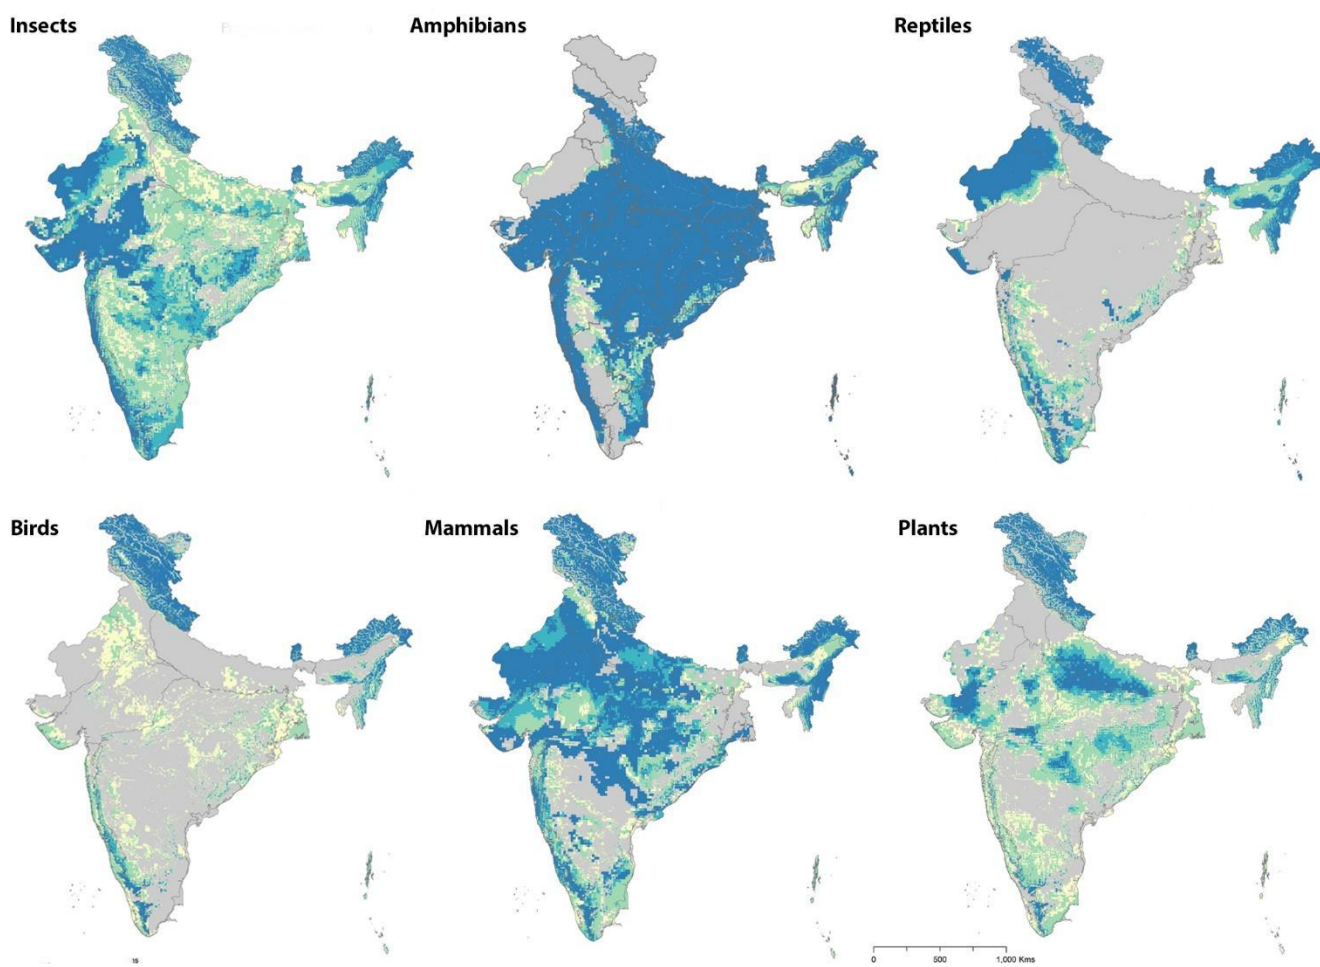 Insects
Amphibians
Reptiles
Birds
Mammals
Plants
0 500 1,000 Kms